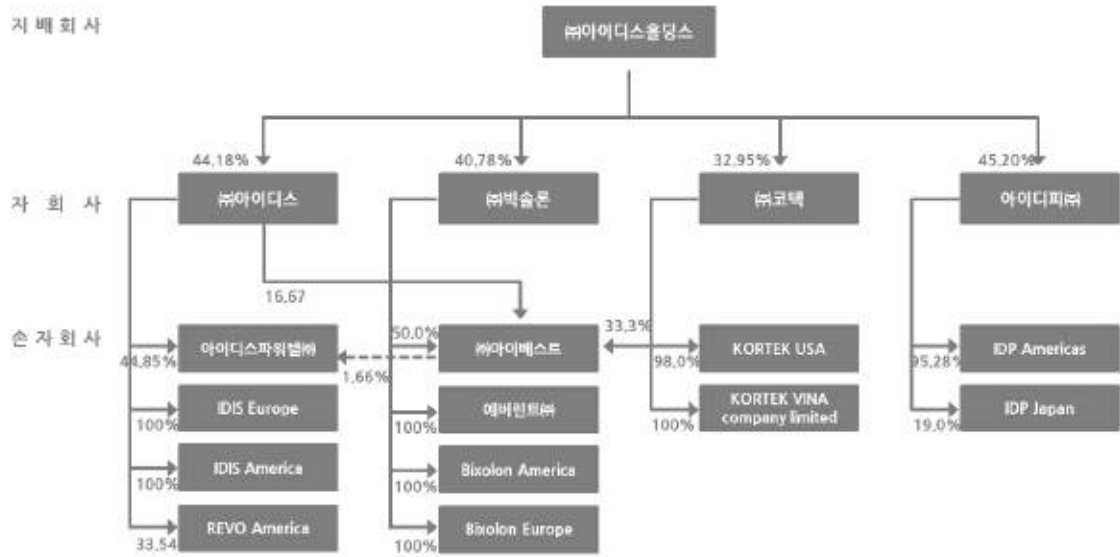 지배회사
㈜아이디스홀딩스
44.18%
40.78%
32.95%
45.20%
자회사
㈜아이디스
㈜빅솔론
㈜코텍
아이디피㈜
16.67
손자회사
50.0%
33.3%
아이디스파워텔㈜
㈜아이베스트
KORTEK USA
IDP Americas
44.85%
1.66%
98.0%
95.28%
IDIS Europe
에버린트㈜
KORTEK VINA
company limited
IDP Japan
100%
100%
100%
19.0%
IDIS America
Bixolon America
100%
100%
REVO America
Bixolon Europe
33.54
100%